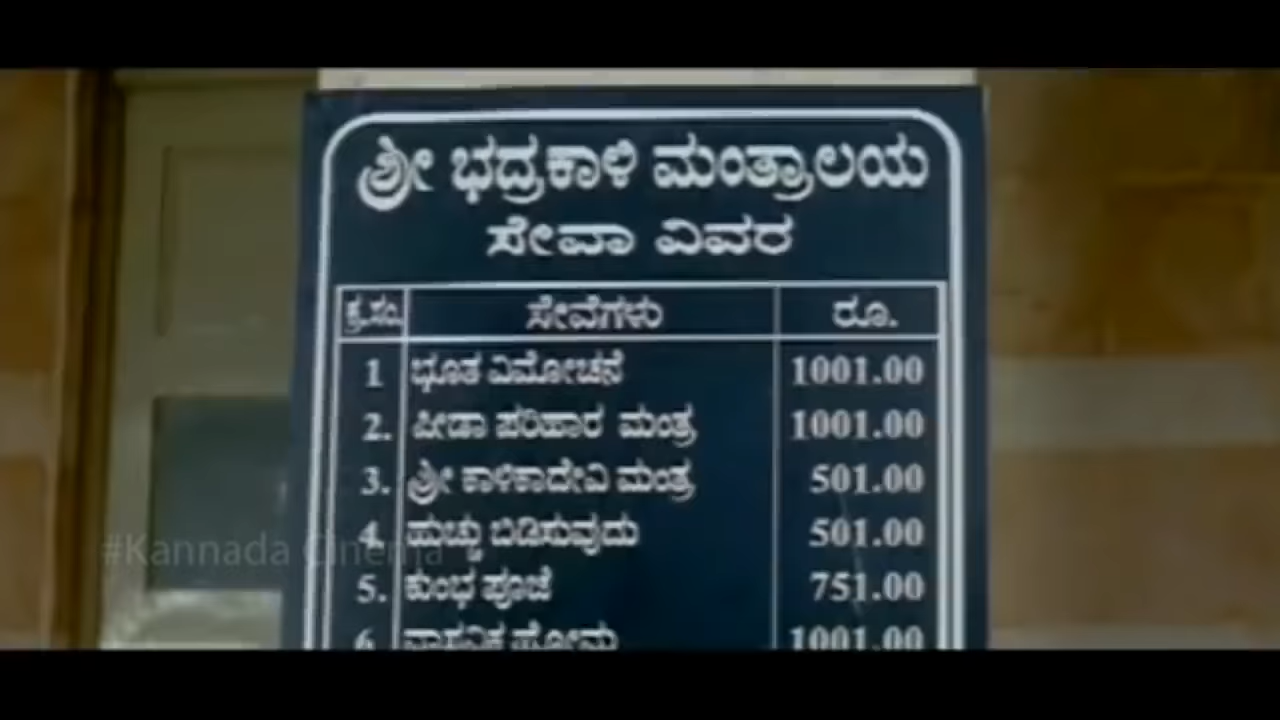 ಶ್ರೀ ಭದ್ರಕಾಳಿ ಮಂತ್ರಾಲಯ
ಸೇವಾ ವಿವರ
ಕ್ರ.ಸಂ. ಸೇವೆಗಳು ರೂ.
1 ಭೂತ ವಿಮೋಚನೆ 1001.00
2. ಪೀಡಾ ಪರಿಹಾರ ಮಂತ್ರ 1001.00
3. ಶ್ರೀ ಕಾಳಿಕಾದೇವಿ ಮಂತ್ರ 501.00
4. ಹುಚ್ಚು ಬಿಡಿಸುವುದು 501.00
5. ಕುಂಭ ಪೂಜೆ 751.00
6. ಹೋಮ 1001.00
#Kannada Cinema